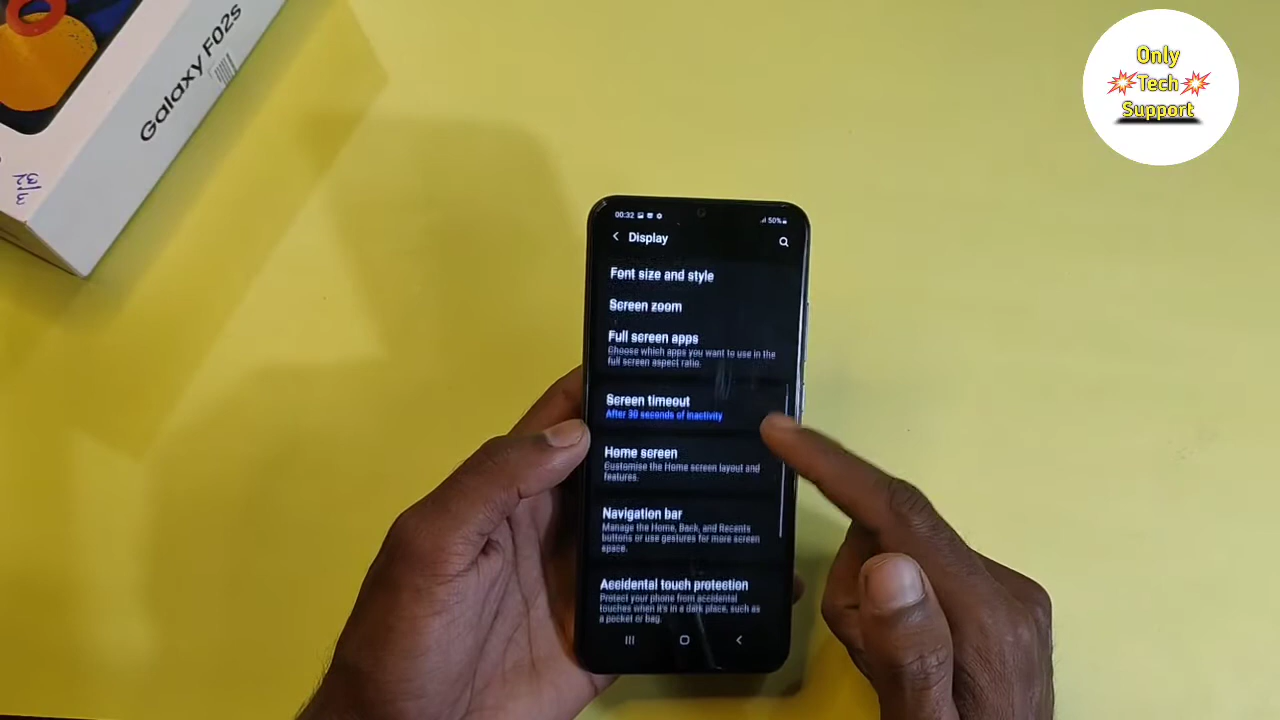 Galaxy F02s
Only
Tech
Support
00:32
50%
Display
Font size and style
Screen zoom
Full screen apps
Choose which apps you want to use in the
full screen aspect ratio.
Screen timeout
After 30 seconds of inactivity
Home screen
Customise the Home screen layout and
features.
Navigation bar
Manage the Home, Back, and Recents
buttons or use gestures for more screen
space.
Accidental touch protection
Protect your phone from accidental
touches when it's in a dark place, such as
a pocket or bag.